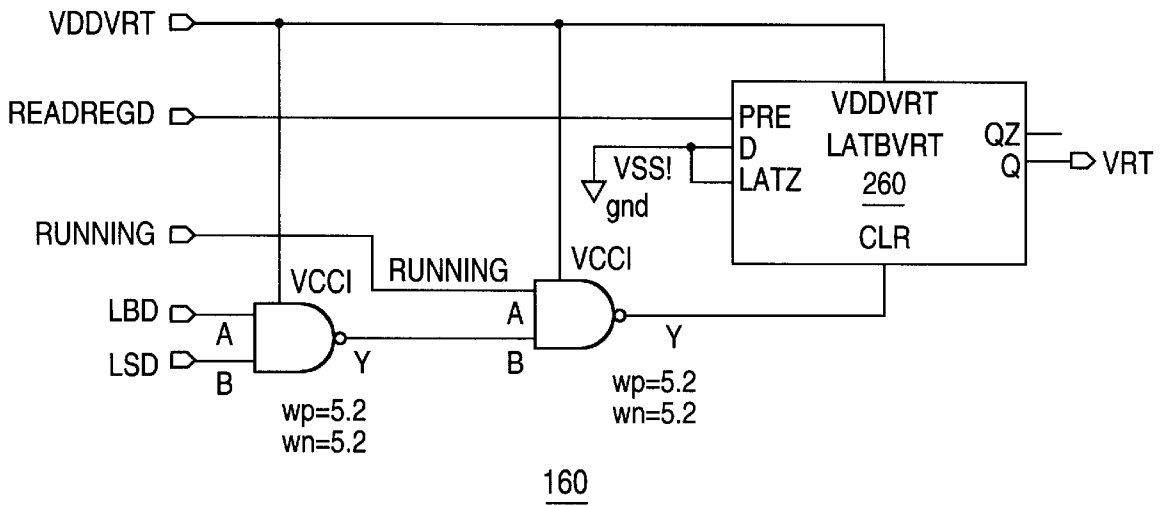 VDDVRT
READREGD
VDDVRT
PRE
D
LATBVRT
QZ
LATZ
260
Q
VRT
VSS!
gnd
CLR
RUNNING
RUNNING
VCCI
VCCI
LBD
A
LSD
B
Y
A
B
Y
wp=5.2
wn=5.2
wp=5.2
wn=5.2
160